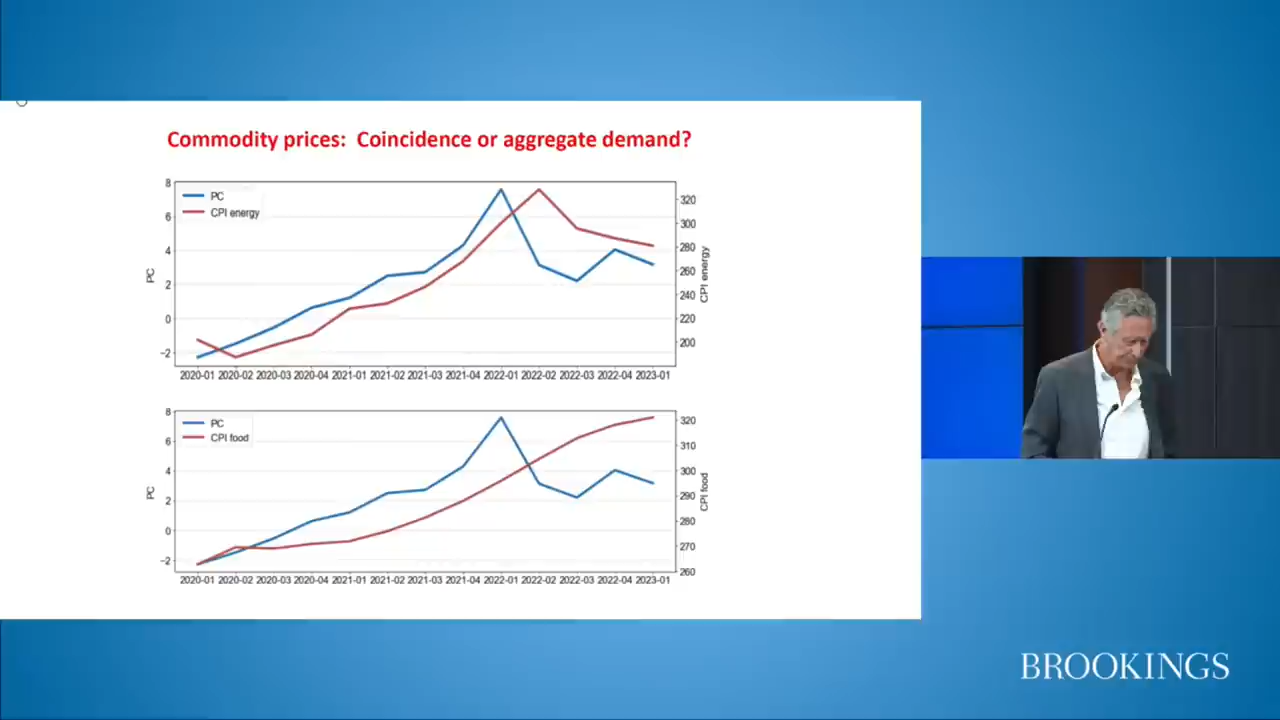 Commodity prices: Coincidence or aggregate demand?
PC
CPI energy
8
6
4
2
0
−2
PC
320
300
280
260
240
220
200
CPI energy
2020-01 2020-02 2020-03 2020-04 2021-01 2021-02 2021-03 2021-04 2022-01 2022-02 2022-03 2022-04 2023-01
PC
CPI food
8
6
4
2
0
−2
PC
320
310
300
290
280
270
260
CPI food
2020-01 2020-02 2020-03 2020-04 2021-01 2021-02 2021-03 2021-04 2022-01 2022-02 2022-03 2022-04 2023-01
BROOKINGS